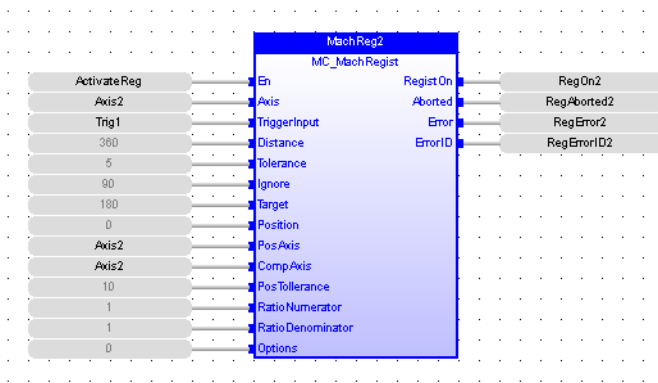 MachReg2
MC_MachRegist
ActivateReg En RegistOn RegOn2
Axis2 Axis Aborted RegAborted2
Trig1 TriggerInput Error RegError2
360 Distance ErrorID RegErrorID2
5 Tolerance
90 Ignore
180 Target
0 Position
Axis2 PosAxis
Axis2 CompAxis
10 PosTollerance
1 RatioNumerator
1 RatioDenominator
0 Options